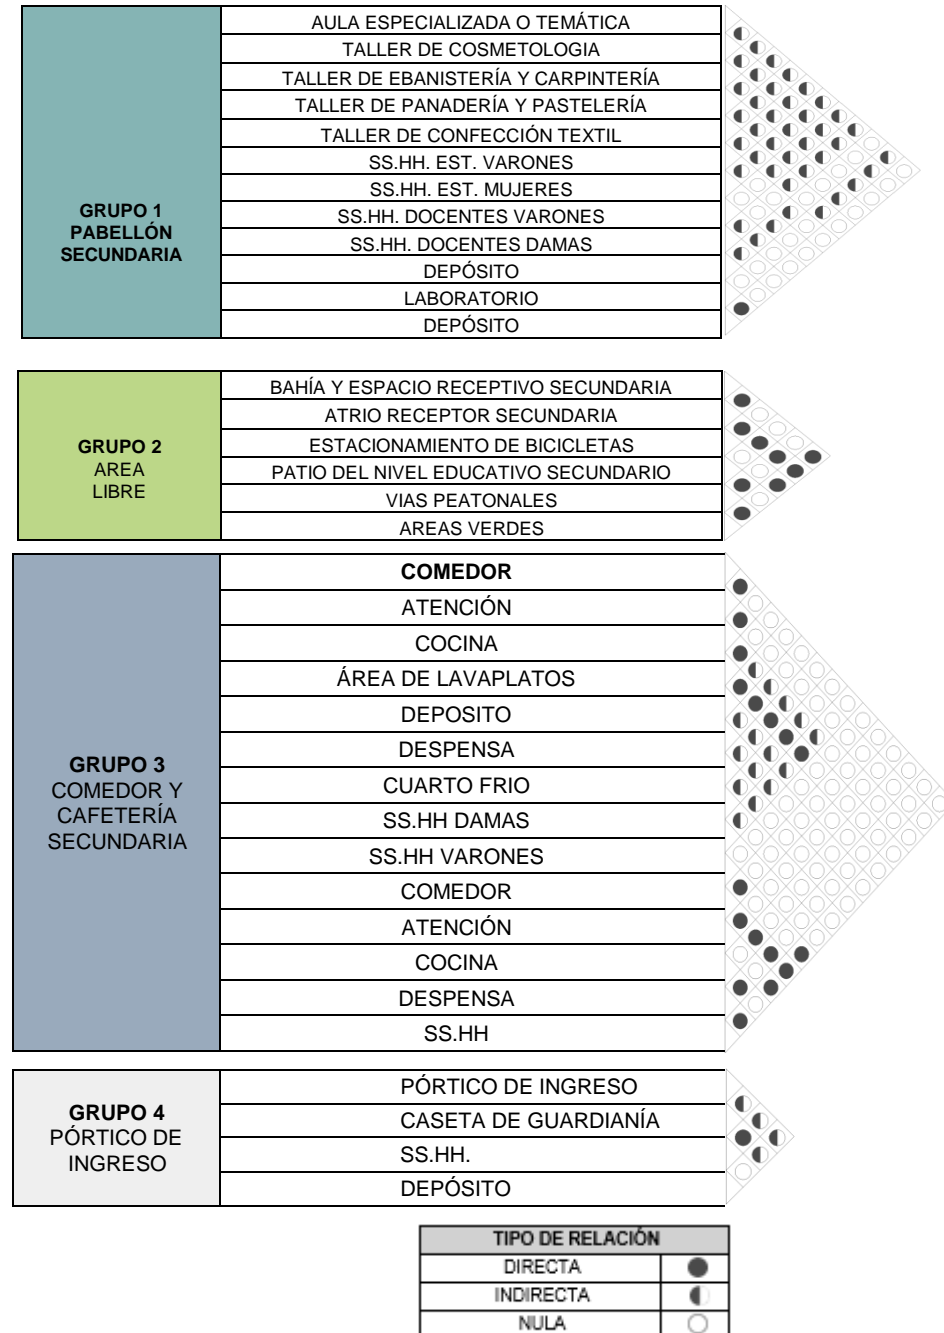 GRUPO 1
PABELLÓN
SECUNDARIA
AULA ESPECIALIZADA O TEMÁTICA
TALLER DE COSMETOLOGIA
TALLER DE EBANISTERÍA Y CARPINTERÍA
TALLER DE PANADERÍA Y PASTELERÍA
TALLER DE CONFECCIÓN TEXTIL
SS.HH. EST. VARONES
SS.HH. EST. MUJERES
SS.HH. DOCENTES VARONES
SS.HH. DOCENTES DAMAS
DEPÓSITO
LABORATORIO
DEPÓSITO
GRUPO 2
AREA
LIBRE
BAHÍA Y ESPACIO RECEPTIVO SECUNDARIA
ATRIO RECEPTOR SECUNDARIA
ESTACIONAMIENTO DE BICICLETAS
PATIO DEL NIVEL EDUCATIVO SECUNDARIO
VIAS PEATONALES
AREAS VERDES
GRUPO 3
COMEDOR Y
CAFETERÍA
SECUNDARIA
COMEDOR
ATENCIÓN
COCINA
ÁREA DE LAVAPLATOS
DEPOSITO
DESPENSA
CUARTO FRIO
SS.HH DAMAS
SS.HH VARONES
COMEDOR
ATENCIÓN
COCINA
DESPENSA
SS.HH
GRUPO 4
PÓRTICO DE
INGRESO
PÓRTICO DE INGRESO
CASETA DE GUARDIANÍA
SS.HH.
DEPÓSITO
TIPO DE RELACIÓN
DIRECTA
INDIRECTA
NULA